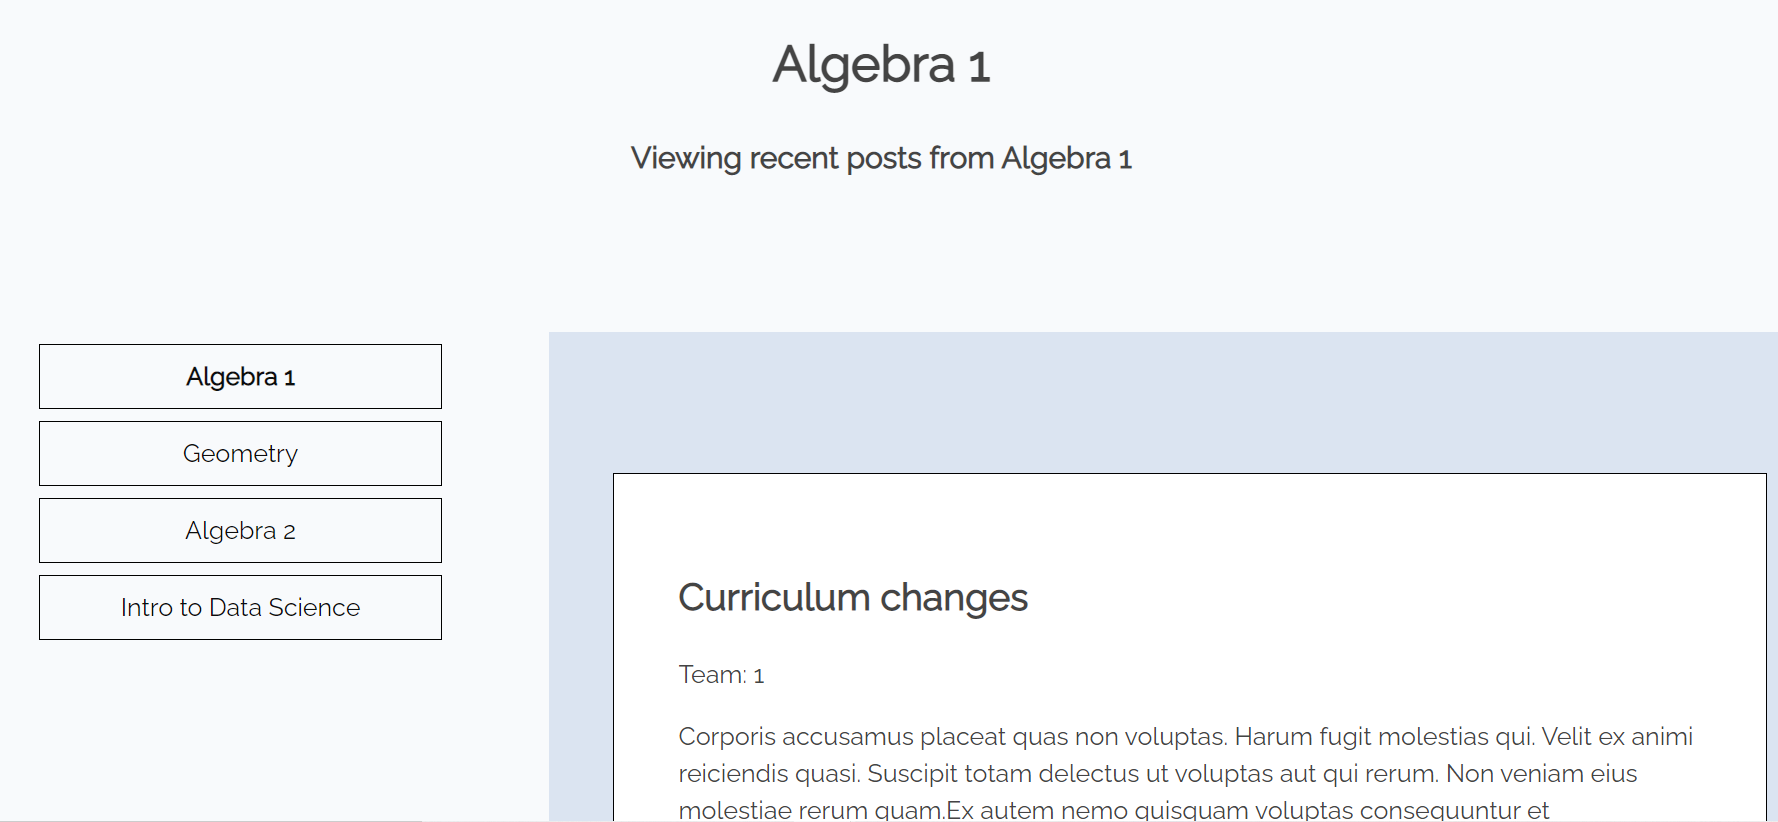 Algebra 1
Viewing recent posts from Algebra 1
Algebra 1
Geometry
Algebra 2
Intro to Data Science
Curriculum changes
Team: 1
Corporis accusamus placeat quas non voluptas. Harum fugit molestias qui. Velit ex animi
reiciendis quasi. Suscipit totam delectus ut voluptas aut qui rerum. Non veniam eius
molestiae rerum quam.Ex autem nemo quisquam voluptas consequuntur et